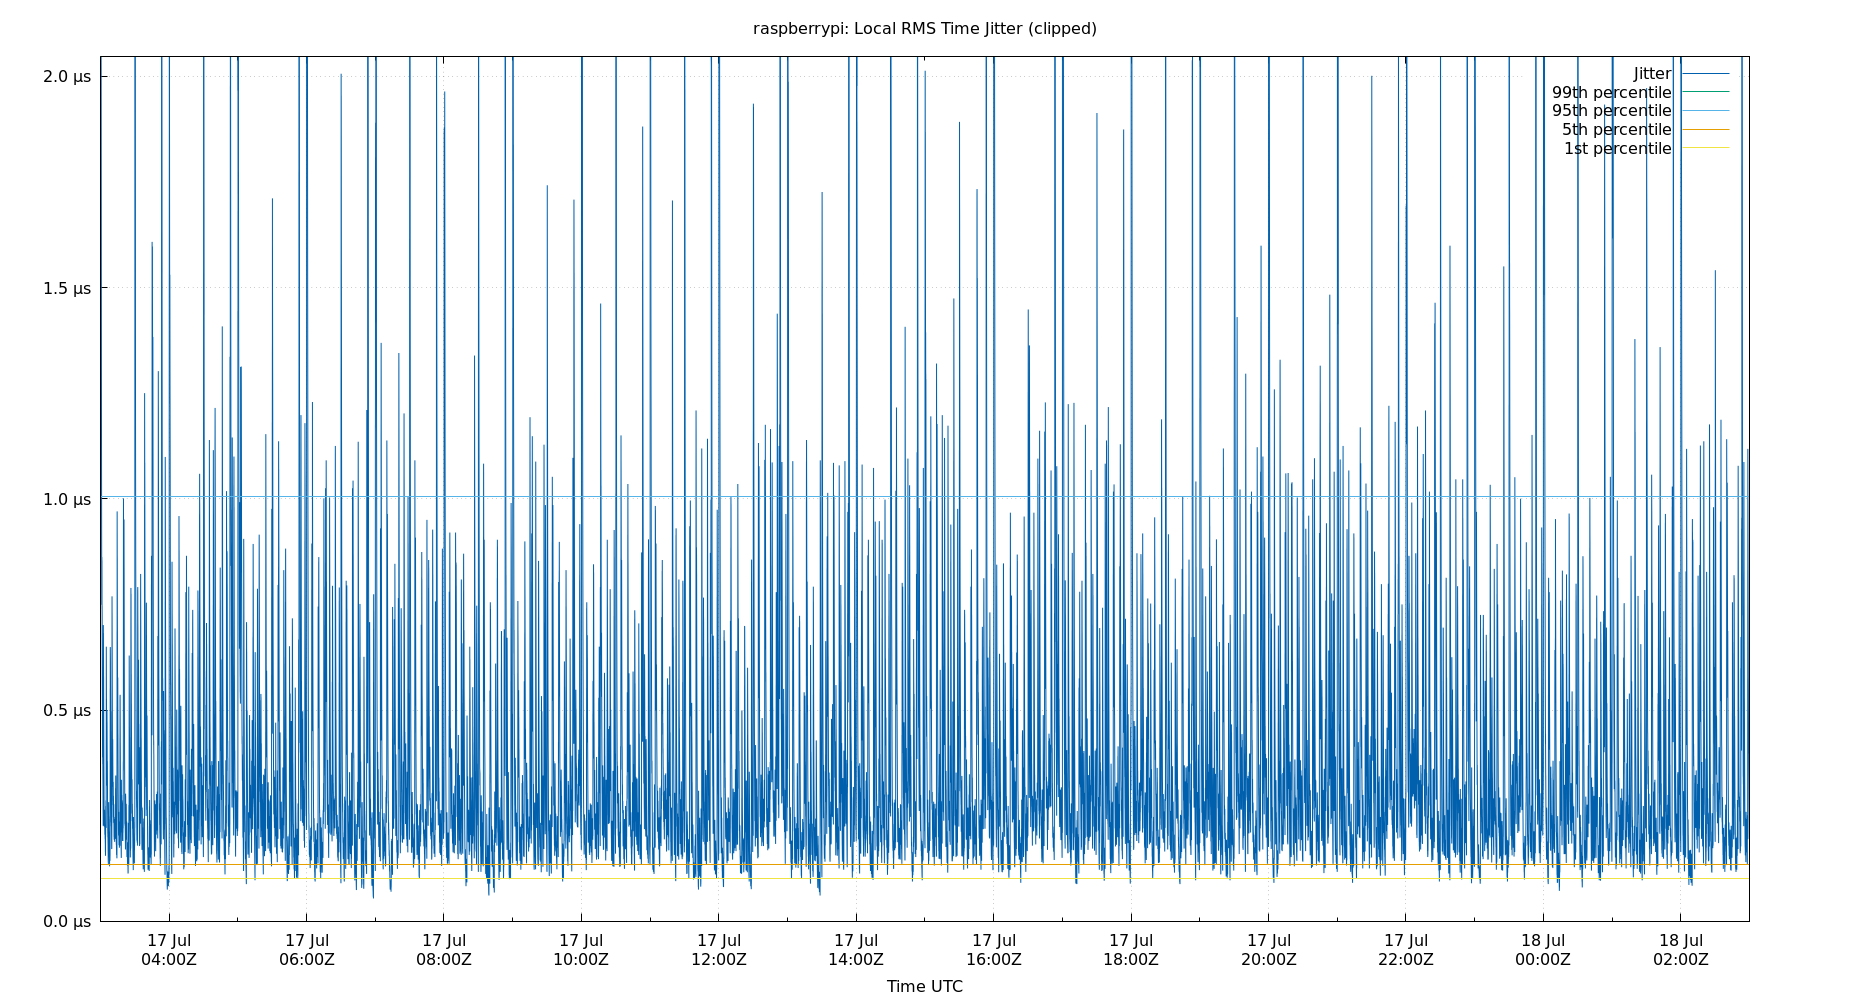 raspberrypi: Local RMS Time Jitter (clipped)
2.0 µs
1.5 µs
1.0 µs
0.5 µs
0.0 µs
Jitter
99th percentile
95th percentile
5th percentile
1st percentile
17 Jul 17 Jul 17 Jul 17 Jul 17 Jul 17 Jul 17 Jul 17 Jul 17 Jul 17 Jul 18 Jul 18 Jul
04:00Z 06:00Z 08:00Z 10:00Z 12:00Z 14:00Z 16:00Z 18:00Z 20:00Z 22:00Z 00:00Z 02:00Z
Time UTC